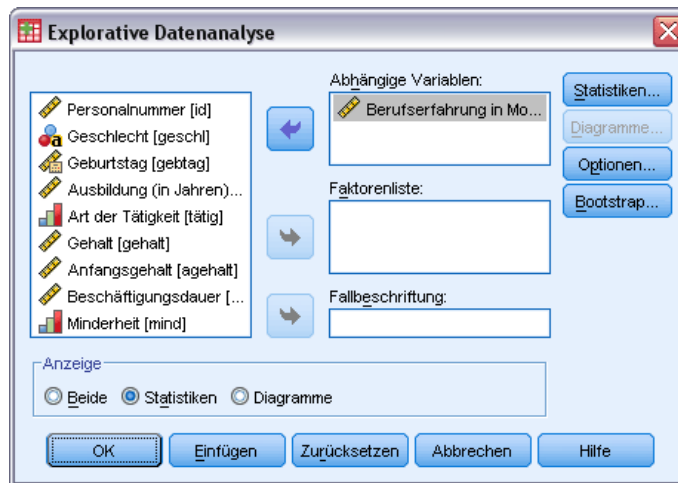 Explorative Datenanalyse
Personalnummer [id]
Geschlecht [geschl]
Geburtstag [gebtag]
Ausbildung (in Jahren)...
Art der Tätigkeit [tätig]
Gehalt [gehalt]
Anfangsgehalt [agehalt]
Beschäftigungsdauer [...
Minderheit [mind]
Abhängige Variablen:
Berufserfahrung in Mo...
Faktorenliste:
Fallbeschriftung:
Statistiken...
Diagramme...
Optionen...
Bootstrap...
Anzeige
Beide Statistiken Diagramme
OK Einfügen Zurücksetzen Abbrechen Hilfe